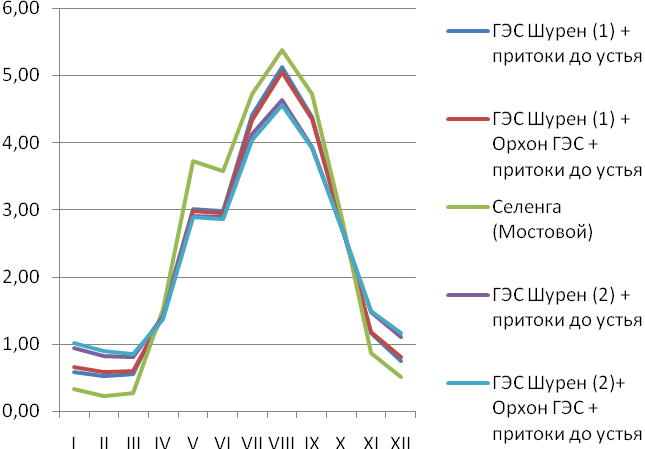 6,00
5,00
4,00
3,00
2,00
1,00
0,00
I II III IV V VI VII VIII IX X XI XII
ГЭС Шурен (1) +
притоки до устья
ГЭС Шурен (1) +
Орхон ГЭС +
притоки до устья
Селенга
(Мостовой)
ГЭС Шурен (2) +
притоки до устья
ГЭС Шурен (2)+
Орхон ГЭС +
притоки до устья